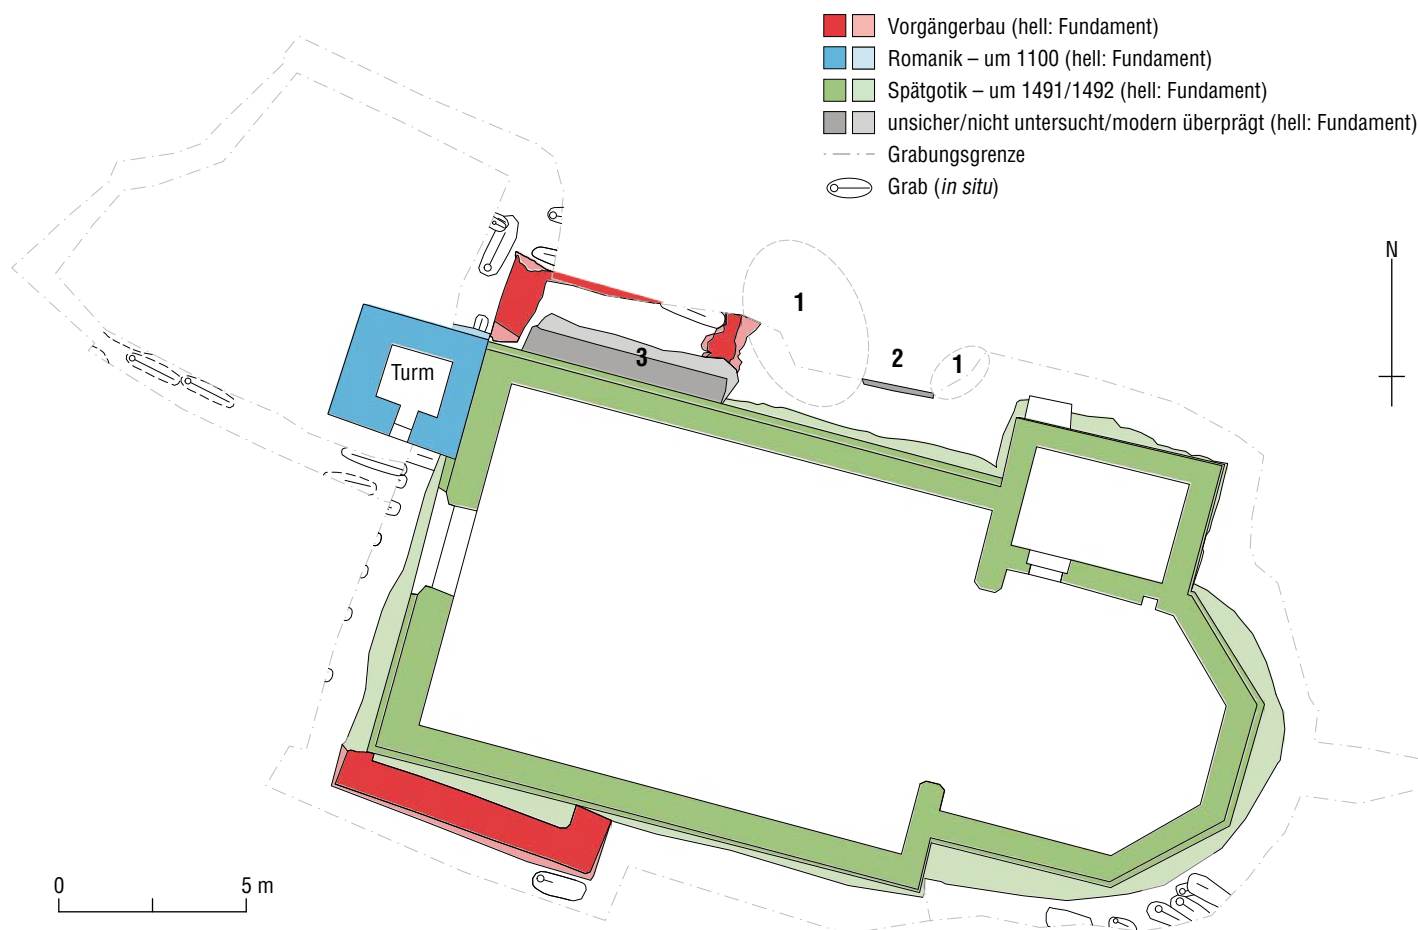 Vorgängerbau (hell: Fundament)
Romanik – um 1100 (hell: Fundament)
Spätgotik – um 1491/1492 (hell: Fundament)
unsicher/nicht untersucht/modern überprägt (hell: Fundament)
Grabungsgrenze
Grab (in situ)
N
1
2
1
3
Turm
0 5 m